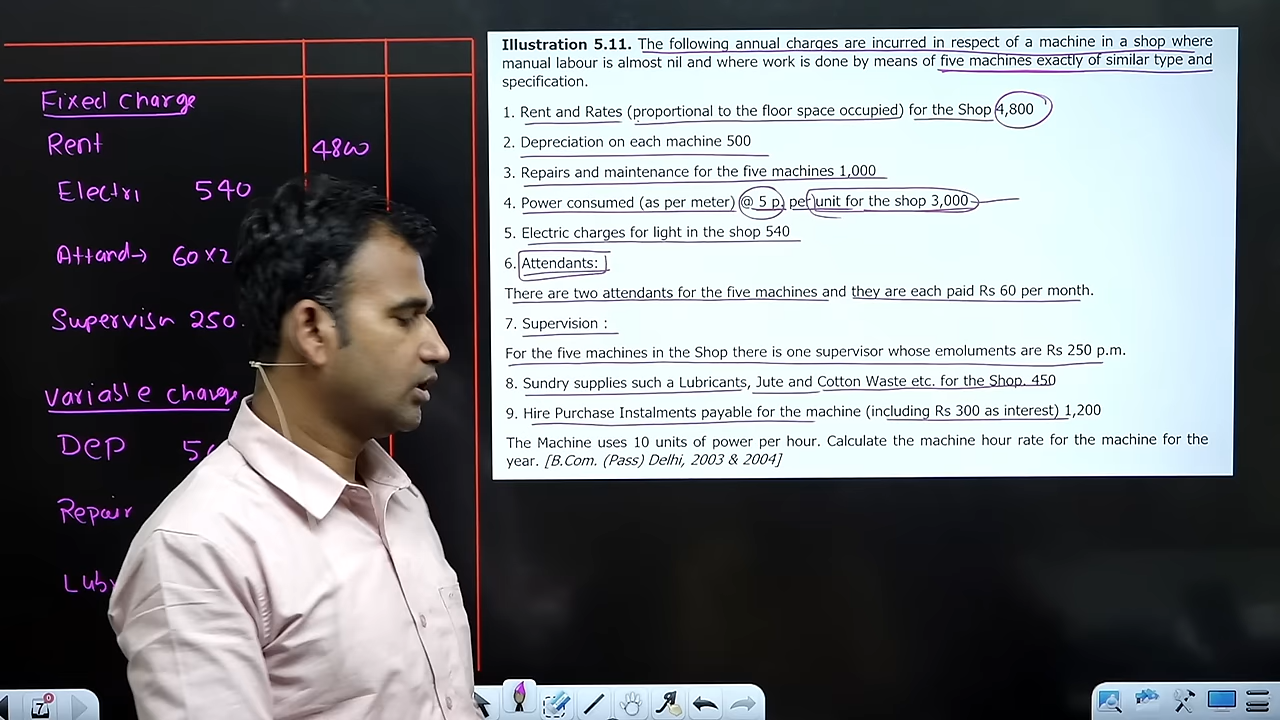 Fixed Charge
Rent 4800
Electri 540
Attand→ 60×2
Supervisn 250.
Variable charge
Dep
Repair
Illustration 5.11. The following annual charges are incurred in respect of a machine in a shop where
manual labour is almost nil and where work is done by means of five machines exactly of similar type and
specification.
1. Rent and Rates (proportional to the floor space occupied) for the Shop 4,800
2. Depreciation on each machine 500
3. Repairs and maintenance for the five machines 1,000
4. Power consumed (as per meter) @ 5 p. per unit for the shop 3,000
5. Electric charges for light in the shop 540
6. Attendants:
There are two attendants for the five machines and they are each paid Rs 60 per month.
7. Supervision :
For the five machines in the Shop there is one supervisor whose emoluments are Rs 250 p.m.
8. Sundry supplies such a Lubricants, Jute and Cotton Waste etc. for the Shop. 450
9. Hire Purchase Instalments payable for the machine (including Rs 300 as interest) 1,200
The Machine uses 10 units of power per hour. Calculate the machine hour rate for the machine for the
year. [B.Com. (Pass) Delhi, 2003 & 2004]
7